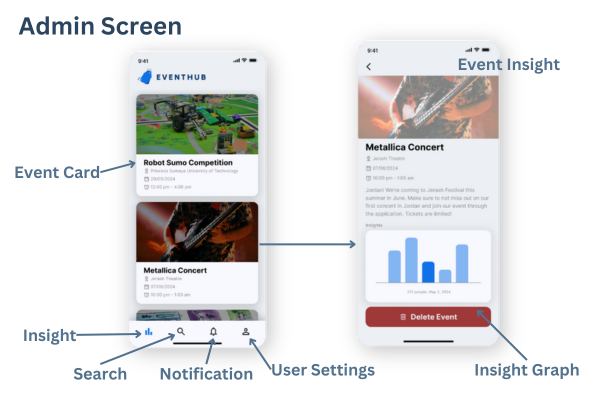 Admin Screen
9:41
EVENTHUB
Robot Sumo Competition
Princess Sumaya University of Technology
29/05/2024
12:00 pm - 4:00 pm
Metallica Concert
Jerash Theatre
07/06/2024
10:00 pm - 1:00 am
Event Card
Insight
Search
Notification
User Settings
9:41
Event Insight
Metallica Concert
Jerash Theatre
07/06/2024
10:00 pm - 1:00 am
Jordan! We're coming to Jerash Festival this
summer in June. Make sure to not miss out on our
first concert in Jordan and join our event through
the application. Tickets are limited!
Insights
Delete Event
Insight Graph